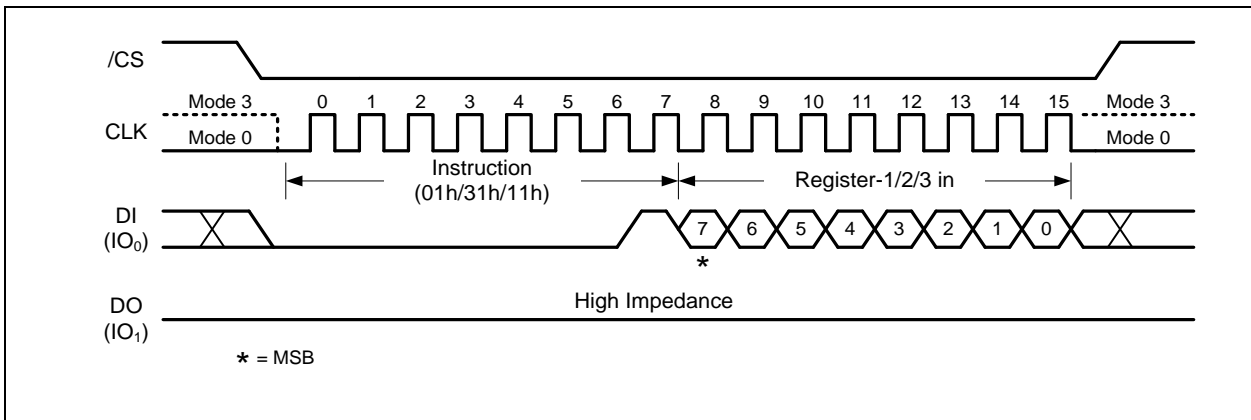 /CS
Mode 3 0 1 2 3 4 5 6 7 8 9 10 11 12 13 14 15 Mode 3
CLK
Mode 0 Mode 0
Instruction
(01h/31h/11h)
Register-1/2/3 in
DI
(IO₀)
7 6 5 4 3 2 1 0
*
High Impedance
DO
(IO₁)
* = MSB